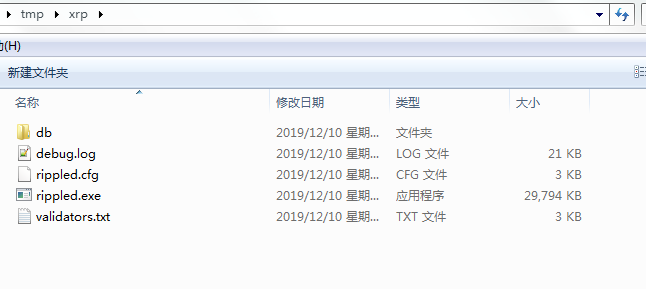 tmp xrp
助(H)
新建文件夹
名称 修改日期 类型 大小
db 2019/12/10 星期... 文件夹
debug.log 2019/12/10 星期... LOG 文件 21 KB
rippled.cfg 2019/12/10 星期... CFG 文件 3 KB
rippled.exe 2019/12/10 星期... 应用程序 29,794 KB
validators.txt 2019/12/10 星期... TXT 文件 3 KB